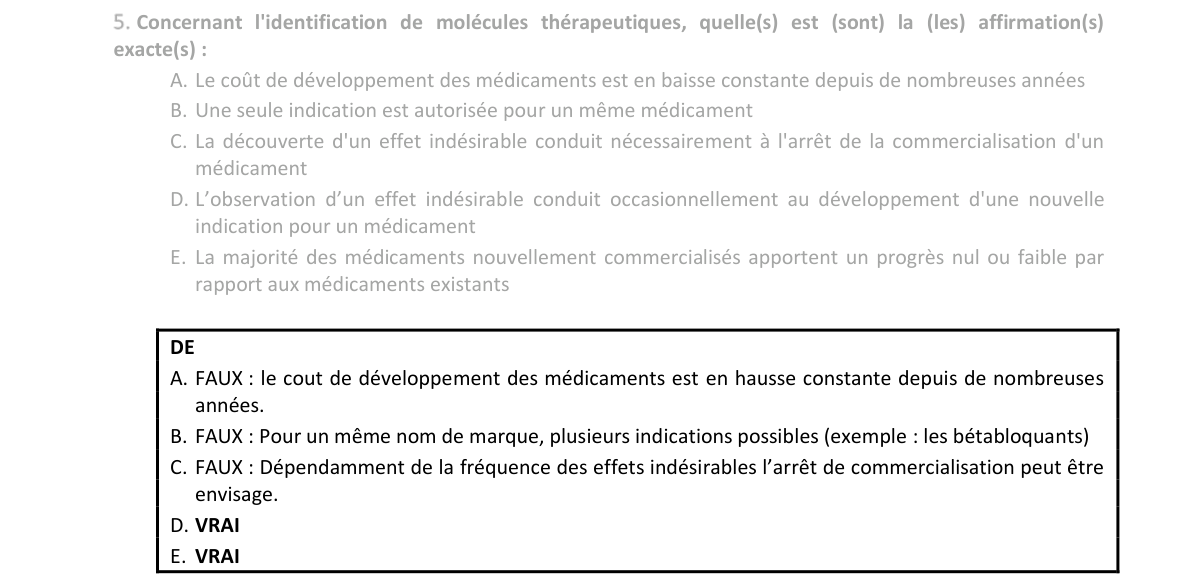 5. Concernant l'identification de molécules thérapeutiques, quelle(s) est (sont) la (les) affirmation(s)
exacte(s) :
A. Le coût de développement des médicaments est en baisse constante depuis de nombreuses années
B. Une seule indication est autorisée pour un même médicament
C. La découverte d'un effet indésirable conduit nécessairement à l'arrêt de la commercialisation d'un
médicament
D. L’observation d’un effet indésirable conduit occasionnellement au développement d'une nouvelle
indication pour un médicament
E. La majorité des médicaments nouvellement commercialisés apportent un progrès nul ou faible par
rapport aux médicaments existants
DE
A. FAUX : le cout de développement des médicaments est en hausse constante depuis de nombreuses
années.
B. FAUX : Pour un même nom de marque, plusieurs indications possibles (exemple : les bétabloquants)
C. FAUX : Dépendamment de la fréquence des effets indésirables l’arrêt de commercialisation peut être
envisage.
D. VRAI
E. VRAI